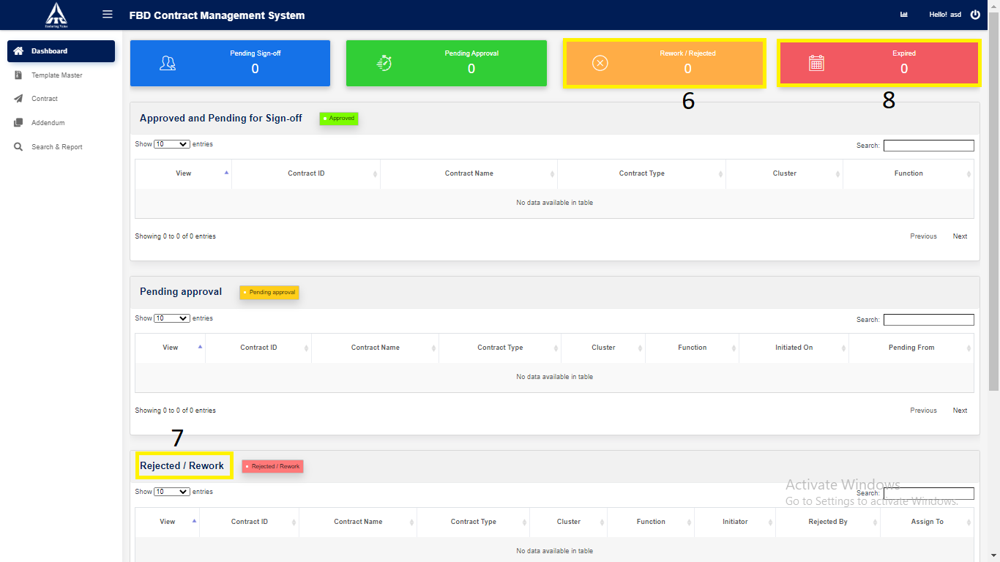 FBD Contract Management System
Hello! asd
Enduring Value
Dashboard
Template Master
Contract
Addendum
Search & Report
Pending Sign-off
0
Pending Approval
0
Rework / Rejected
0
Expired
0
6
8
Approved and Pending for Sign-off
Approved
Show 10 entries
Search:
View Contract ID Contract Name Contract Type Cluster Function
No data available in table
Showing 0 to 0 of 0 entries
Previous Next
Pending approval
Pending approval
Show 10 entries
Search:
View Contract ID Contract Name Contract Type Cluster Function Initiated On Pending From
No data available in table
Showing 0 to 0 of 0 entries
Previous Next
7
Rejected / Rework
Rejected / Rework
Show 10 entries
Search:
Activate Windows
Go to Settings to activate Windows.
View Contract ID Contract Name Contract Type Cluster Function Initiator Rejected By Assign To
No data available in table